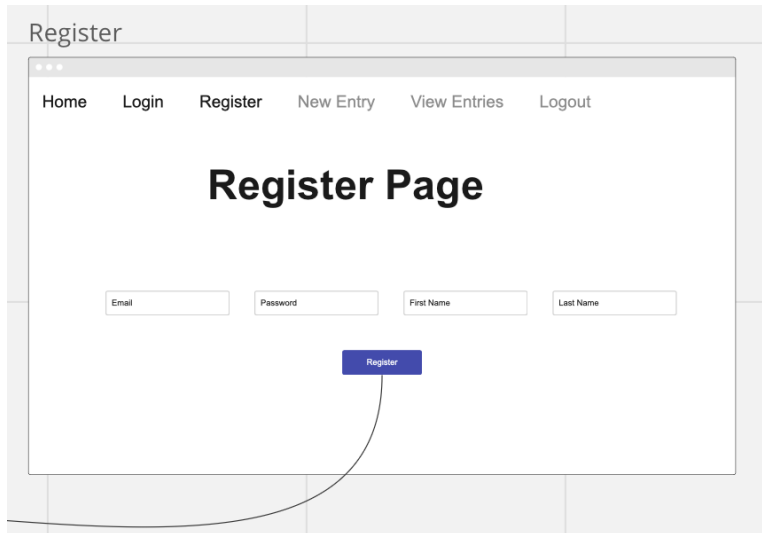 Register
Home Login Register New Entry View Entries Logout
Register Page
Email Password First Name Last Name
Register